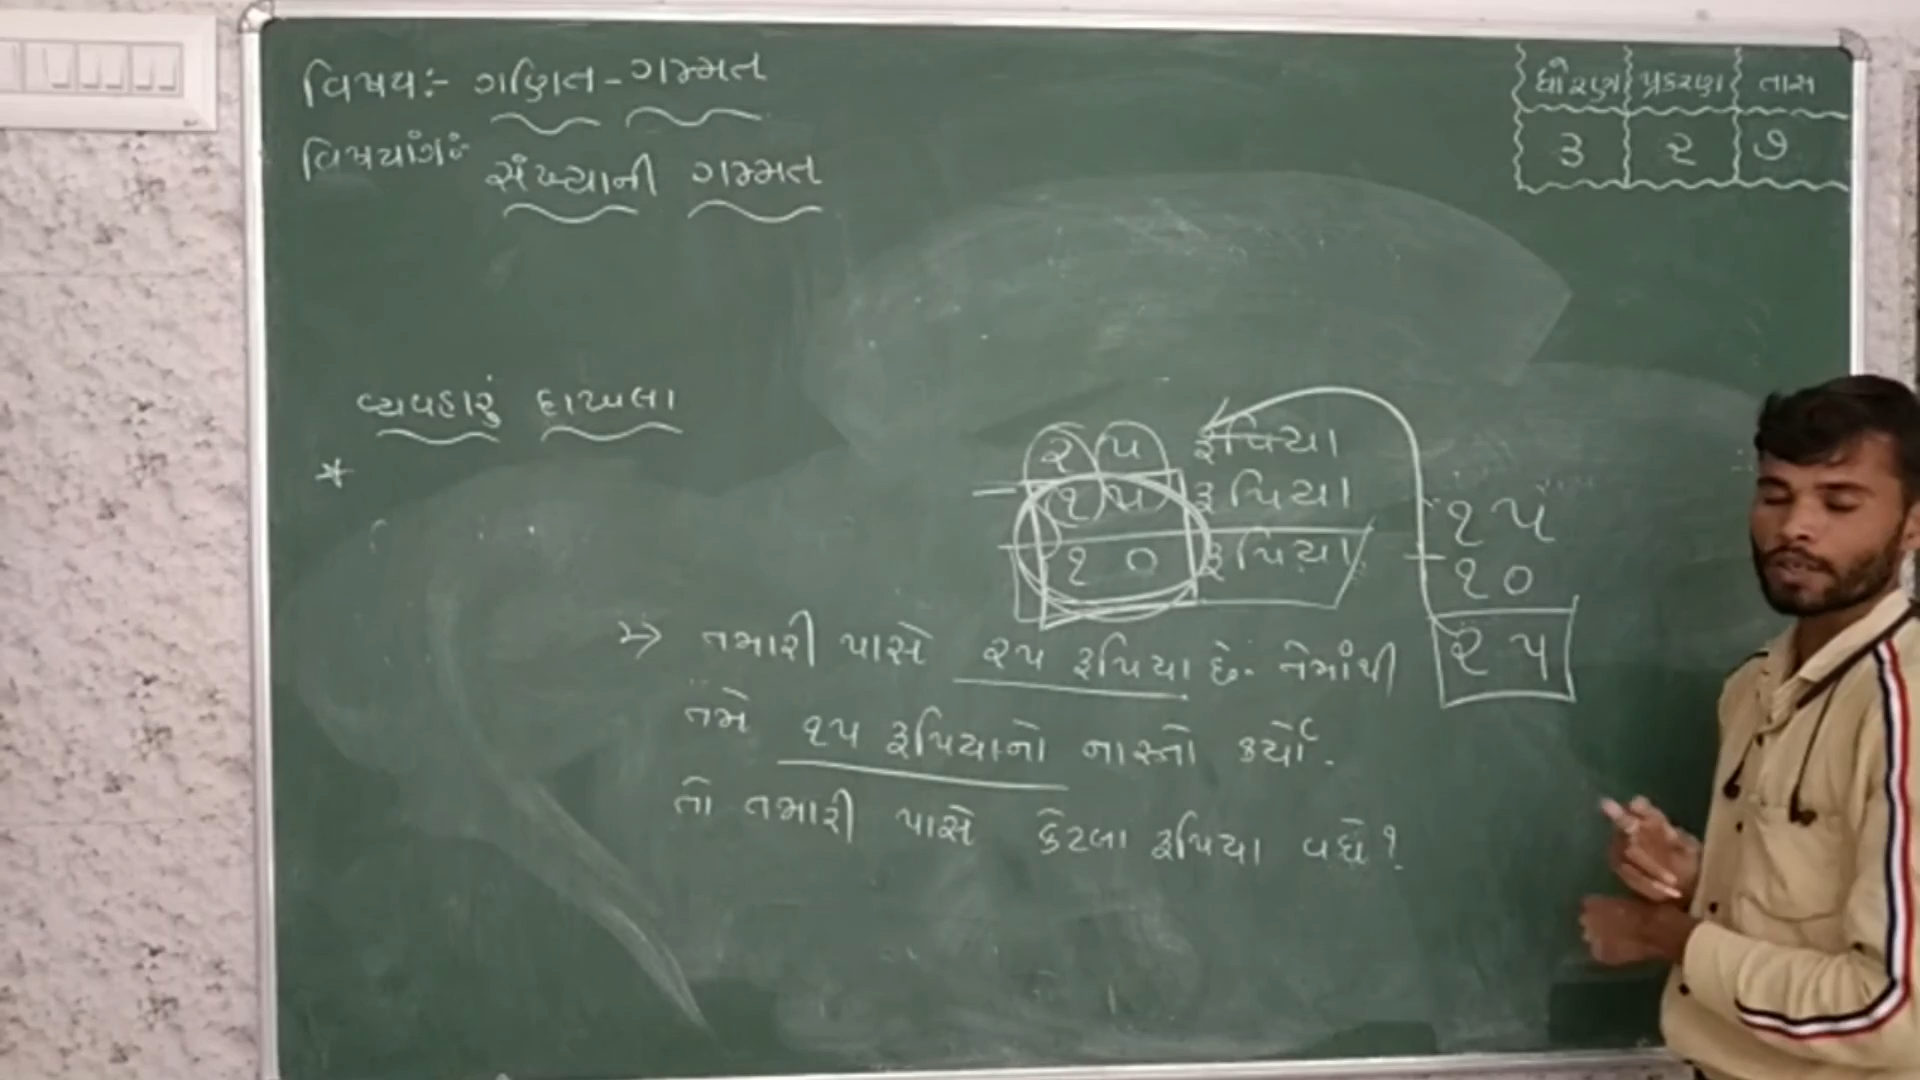 વિષય:- ગણિત-ગમ્મત
વિષયાંગ:-
સંખ્યાની ગમ્મત
ધોરણ પ્રકરણ તાસ
૩ ૨ ૭
વ્યવહારું દાખલા
*
૨૫ રૂપિયા
- ૧૫ રૂપિયા
૧૦ રૂપિયા
૧૫
+ ૧૦
૨૫
→ તમારી પાસે ૨૫ રૂપિયા છે. તેમાંથી
તમે ૧૫ રૂપિયાનો નાસ્તો કર્યો.
તો તમારી પાસે કેટલા રૂપિયા વધે?